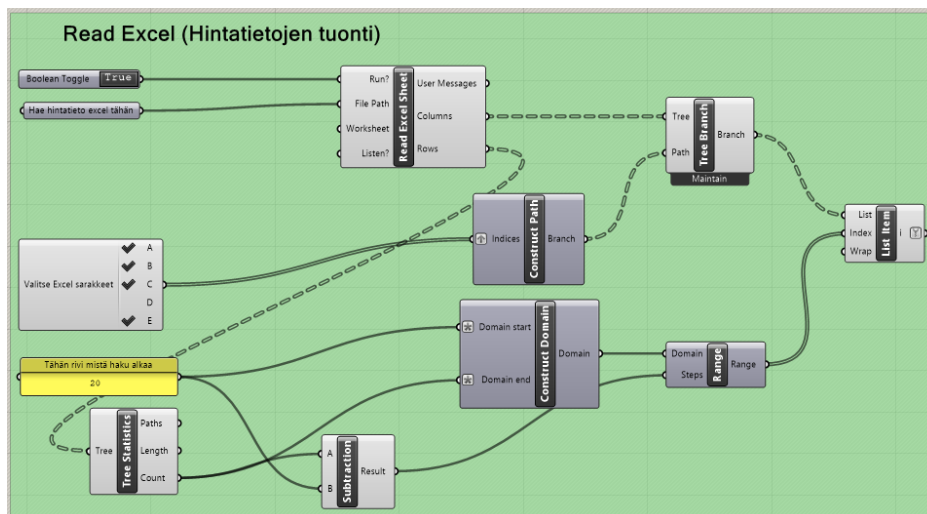 Read Excel (Hintatietojen tuonti)
Boolean Toggle True
Hae hintatieto excel tähän
Run?
File Path
Worksheet
Listen?
Read Excel Sheet
User Messages
Columns
Rows
Tree
Path
Tree Branch
Branch
Maintain
Indices
Construct Path
Branch
List
Index
Wrap
List Item
i
Valitse Excel sarakkeet
A
B
C
D
E
Tähän rivi mistä haku alkaa
20
Domain start
Domain end
Construct Domain
Domain
Domain
Steps
Range
Range
Tree
Tree Statistics
Paths
Length
Count
A
B
Subtraction
Result